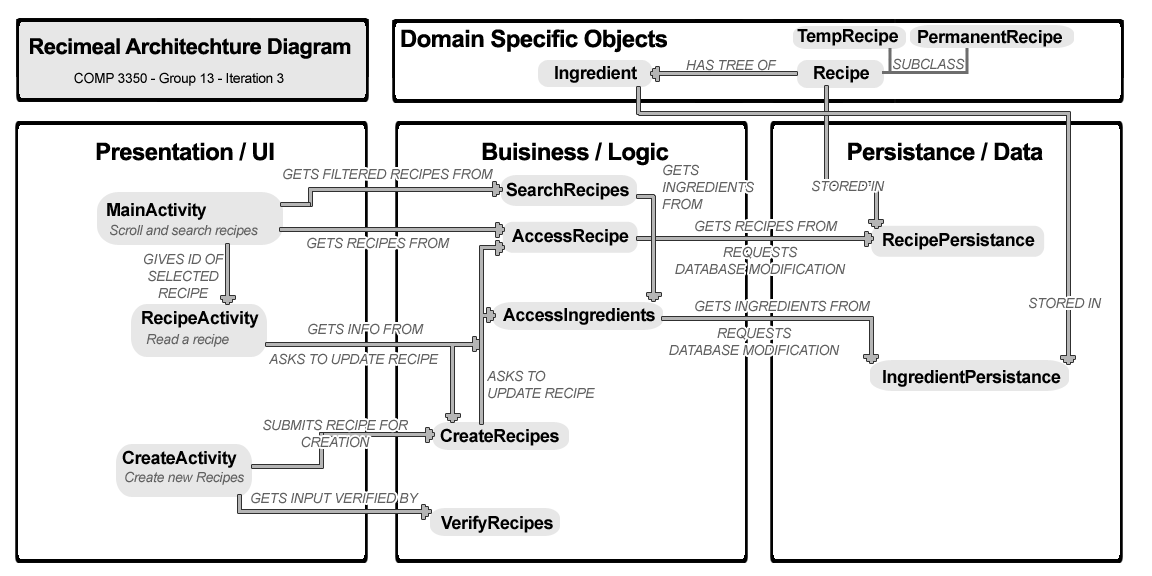 Recimeal Architechture Diagram
COMP 3350 - Group 13 - Iteration 3
Domain Specific Objects
TempRecipe
PermanentRecipe
Ingredient
HAS TREE OF
Recipe
SUBCLASS
Presentation / UI
GETS FILTERED RECIPES FROM
MainActivity
Scroll and search recipes
GETS RECIPES FROM
GIVES ID OF
SELECTED
RECIPE
RecipeActivity
Read a recipe
GETS INFO FROM
ASKS TO UPDATE RECIPE
SUBMITS RECIPE FOR
CREATION
CreateActivity
Create new Recipes
GETS INPUT VERIFIED BY
Buisiness / Logic
SearchRecipes
GETS
INGREDIENTS
FROM
AccessRecipe
GETS RECIPES FROM
REQUESTS
DATABASE MODIFICATION
AccessIngredients
GETS INGREDIENTS FROM
REQUESTS
DATABASE MODIFICATION
ASKS TO
UPDATE RECIPE
CreateRecipes
VerifyRecipes
Persistance / Data
STORED IN
RecipePersistance
STORED IN
IngredientPersistance